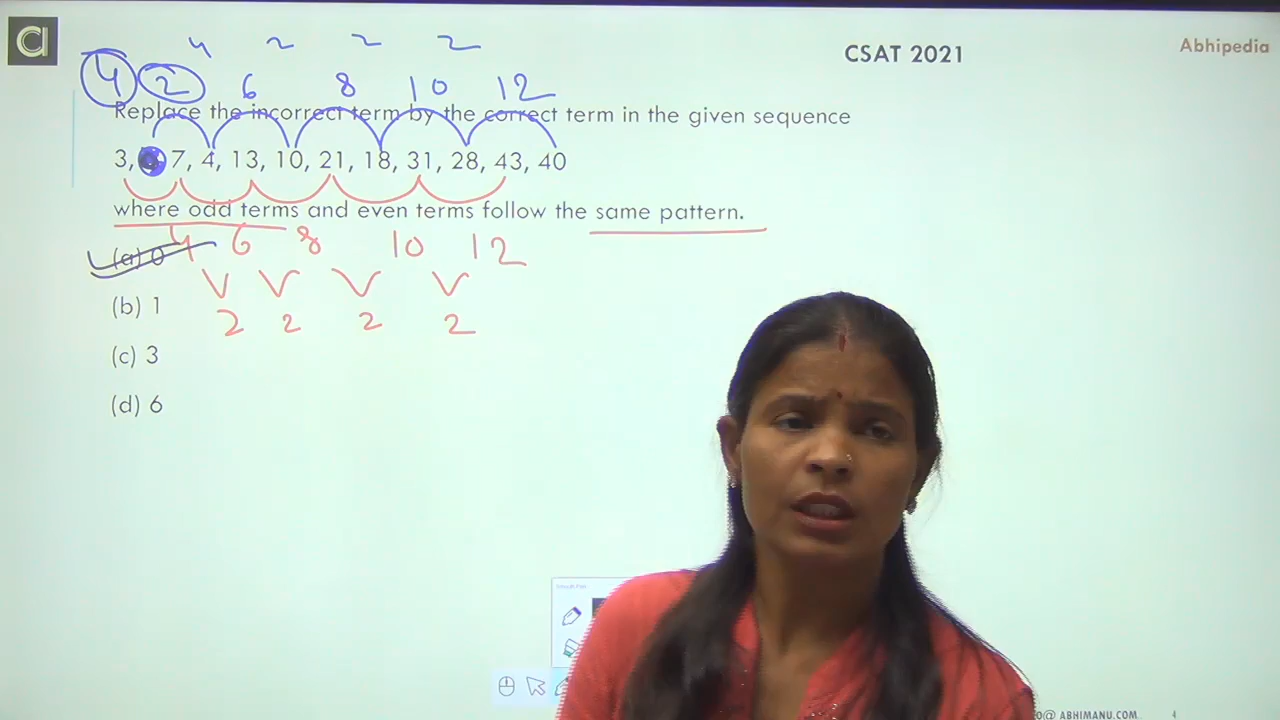 CSAT 2021
Abhipedia
4 2 2 2
4 2 6 8 10 12
Replace the incorrect term by the correct term in the given sequence
3, 7, 4, 13, 10, 21, 18, 31, 28, 43, 40
where odd terms and even terms follow the same pattern.
4 6 8 10 12
(a) 0
2 2 2 2
(b) 1
(c) 3
(d) 6
@ ABHIMANU.COM
4